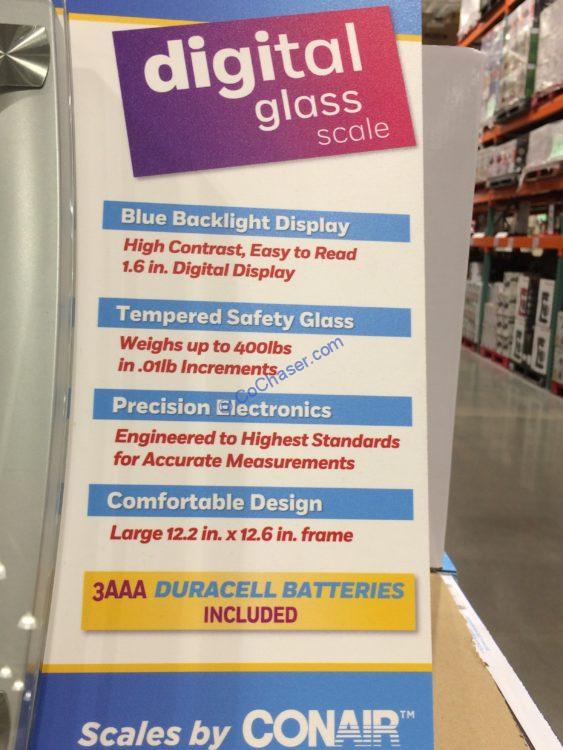 digital
glass
scale
Blue Backlight Display
High Contrast, Easy to Read
1.6 in. Digital Display
Tempered Safety Glass
Weighs up to 400lbs
in .01lb Increments
CoChaser.com
Precision Electronics
Engineered to Highest Standards
for Accurate Measurements
Comfortable Design
Large 12.2 in. x 12.6 in. frame
3AAA DURACELL BATTERIES
INCLUDED
Scales by CONAIR™